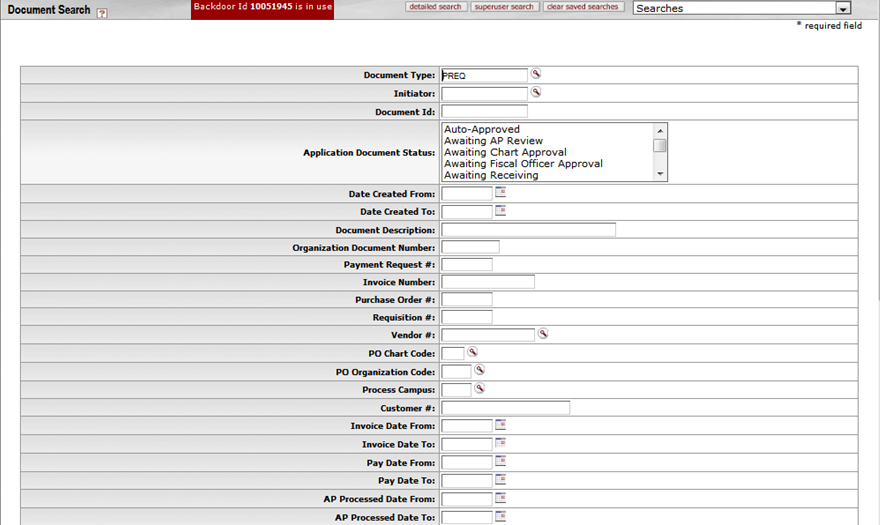 Document Search ?
Backdoor Id 10051945 is in use
detailed search superuser search clear saved searches Searches
* required field
Document Type: PREQ
Initiator:
Document Id:
Application Document Status:
Auto-Approved
Awaiting AP Review
Awaiting Chart Approval
Awaiting Fiscal Officer Approval
Awaiting Receiving
Date Created From:
Date Created To:
Document Description:
Organization Document Number:
Payment Request #:
Invoice Number:
Purchase Order #:
Requisition #:
Vendor #:
PO Chart Code:
PO Organization Code:
Process Campus:
Customer #:
Invoice Date From:
Invoice Date To:
Pay Date From:
Pay Date To:
AP Processed Date From:
AP Processed Date To: